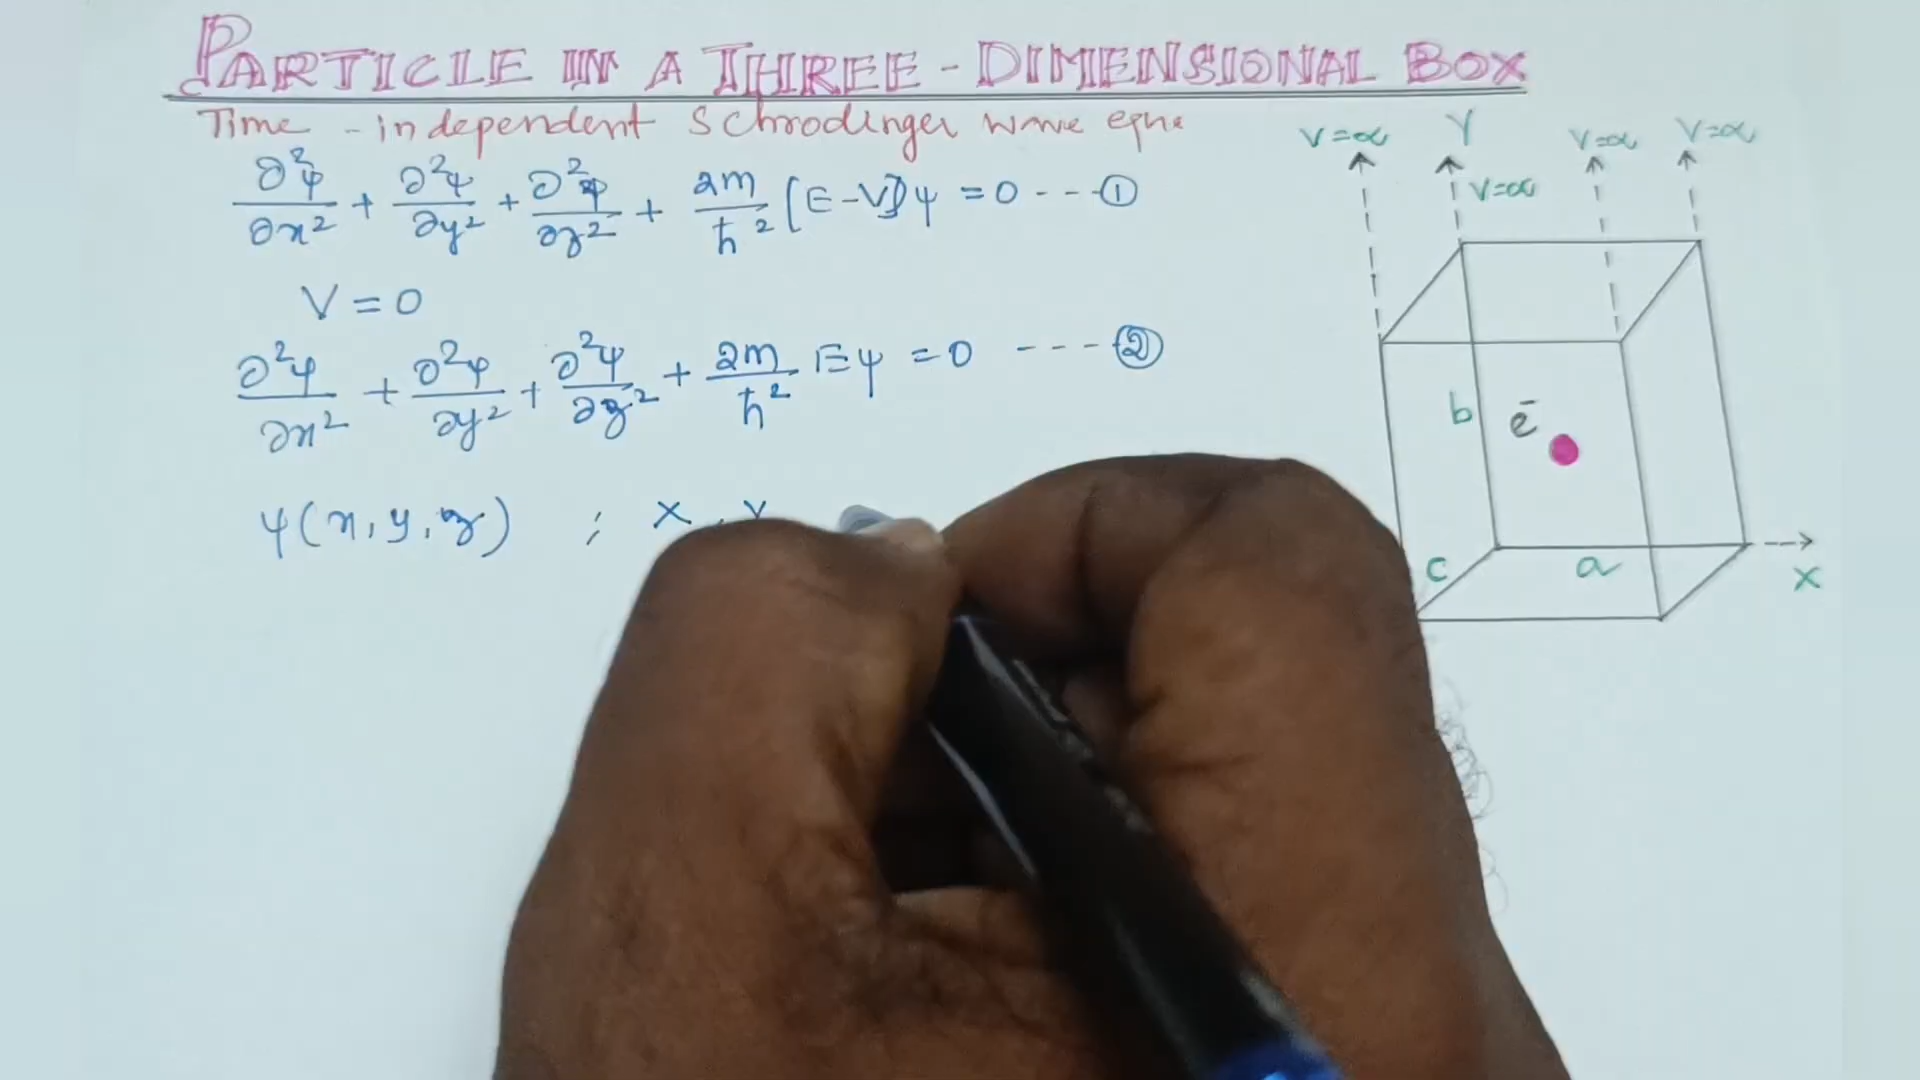 PARTICLE IN A THREE-DIMENSIONAL BOX
Time-independent Schrodinger wave equn
∂²ψ/∂x² + ∂²ψ/∂y² + ∂²ψ/∂z² + 2m/ħ² [E-V]ψ = 0 --- ①
V = 0
∂²ψ/∂x² + ∂²ψ/∂y² + ∂²ψ/∂z² + 2m/ħ² Eψ = 0 --- ②
ψ(x, y, z) ; X, Y
V=∝ Y V=∝ V=∝
V=∝
b e⁻
c a X